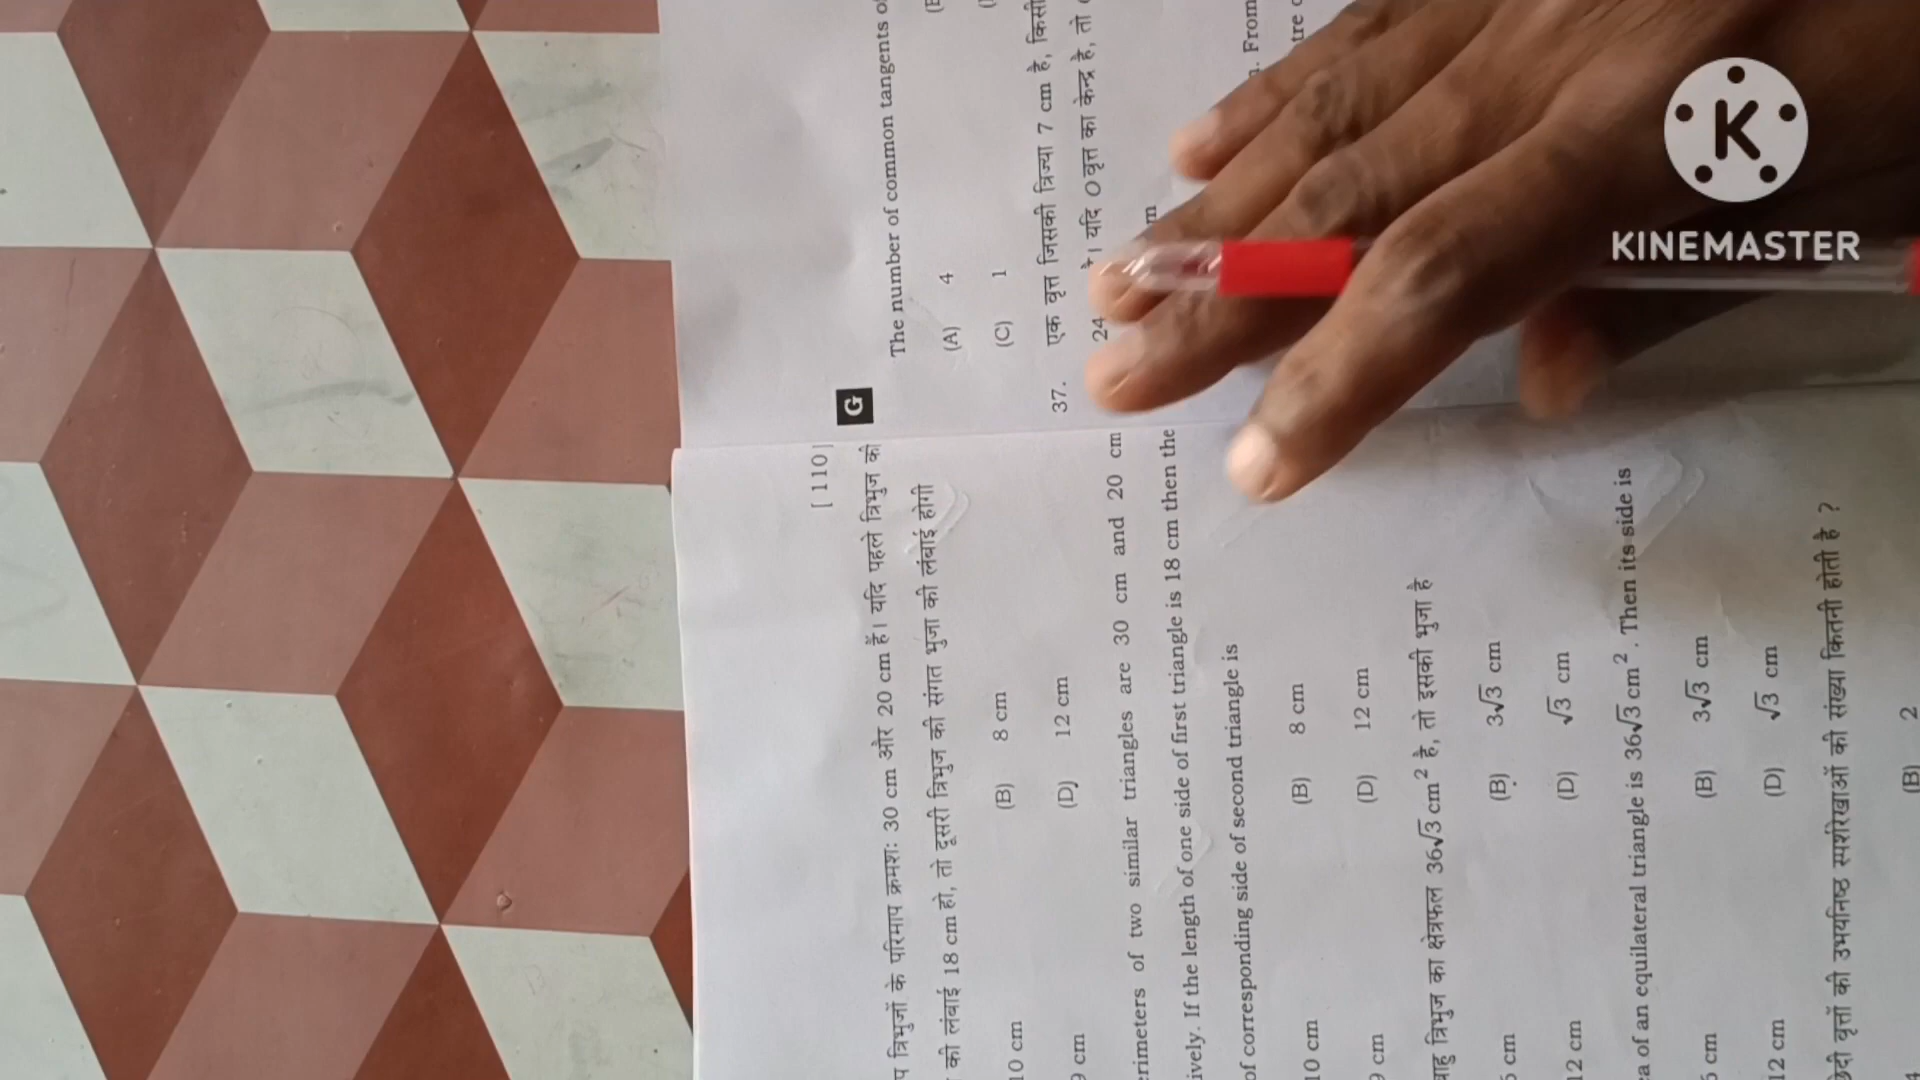 [ 110 ]
त्रिभुजों के परिमाप क्रमशः 30 cm ओर 20 cm हैं। यदि पहले त्रिभुज की
की लंबाई 18 cm हो, तो दूसरी त्रिभुज की संगत भुजा की लंबाई होगी
10 cm (B) 8 cm
9 cm (D) 12 cm
erimeters of two similar triangles are 30 cm and 20 cm
ively. If the length of one side of first triangle is 18 cm then the
of corresponding side of second triangle is
10 cm (B) 8 cm
9 cm (D) 12 cm
बाहु त्रिभुज का क्षेत्रफल 36√3 cm², है, तो इसकी भुजा है
cm (B) 3√3 cm
12 cm (D) √3 cm
ea of an equilateral triangle is 36√3 cm². Then its side is
cm (B) 3√3 cm
12 cm (D) √3 cm
छेदी वृत्तों की उभयनिष्ठ स्पर्शरेखाओं की संख्या कितनी होती है ?
4 (B) 2
G
The number of common tangents
(A) 4
(C) 1
37. एक वृत्त जिसकी त्रिज्या 7 cm है, किसी
24 है। यदि O वृत्त का केन्द्र है, तो
From
tre
KINEMASTER